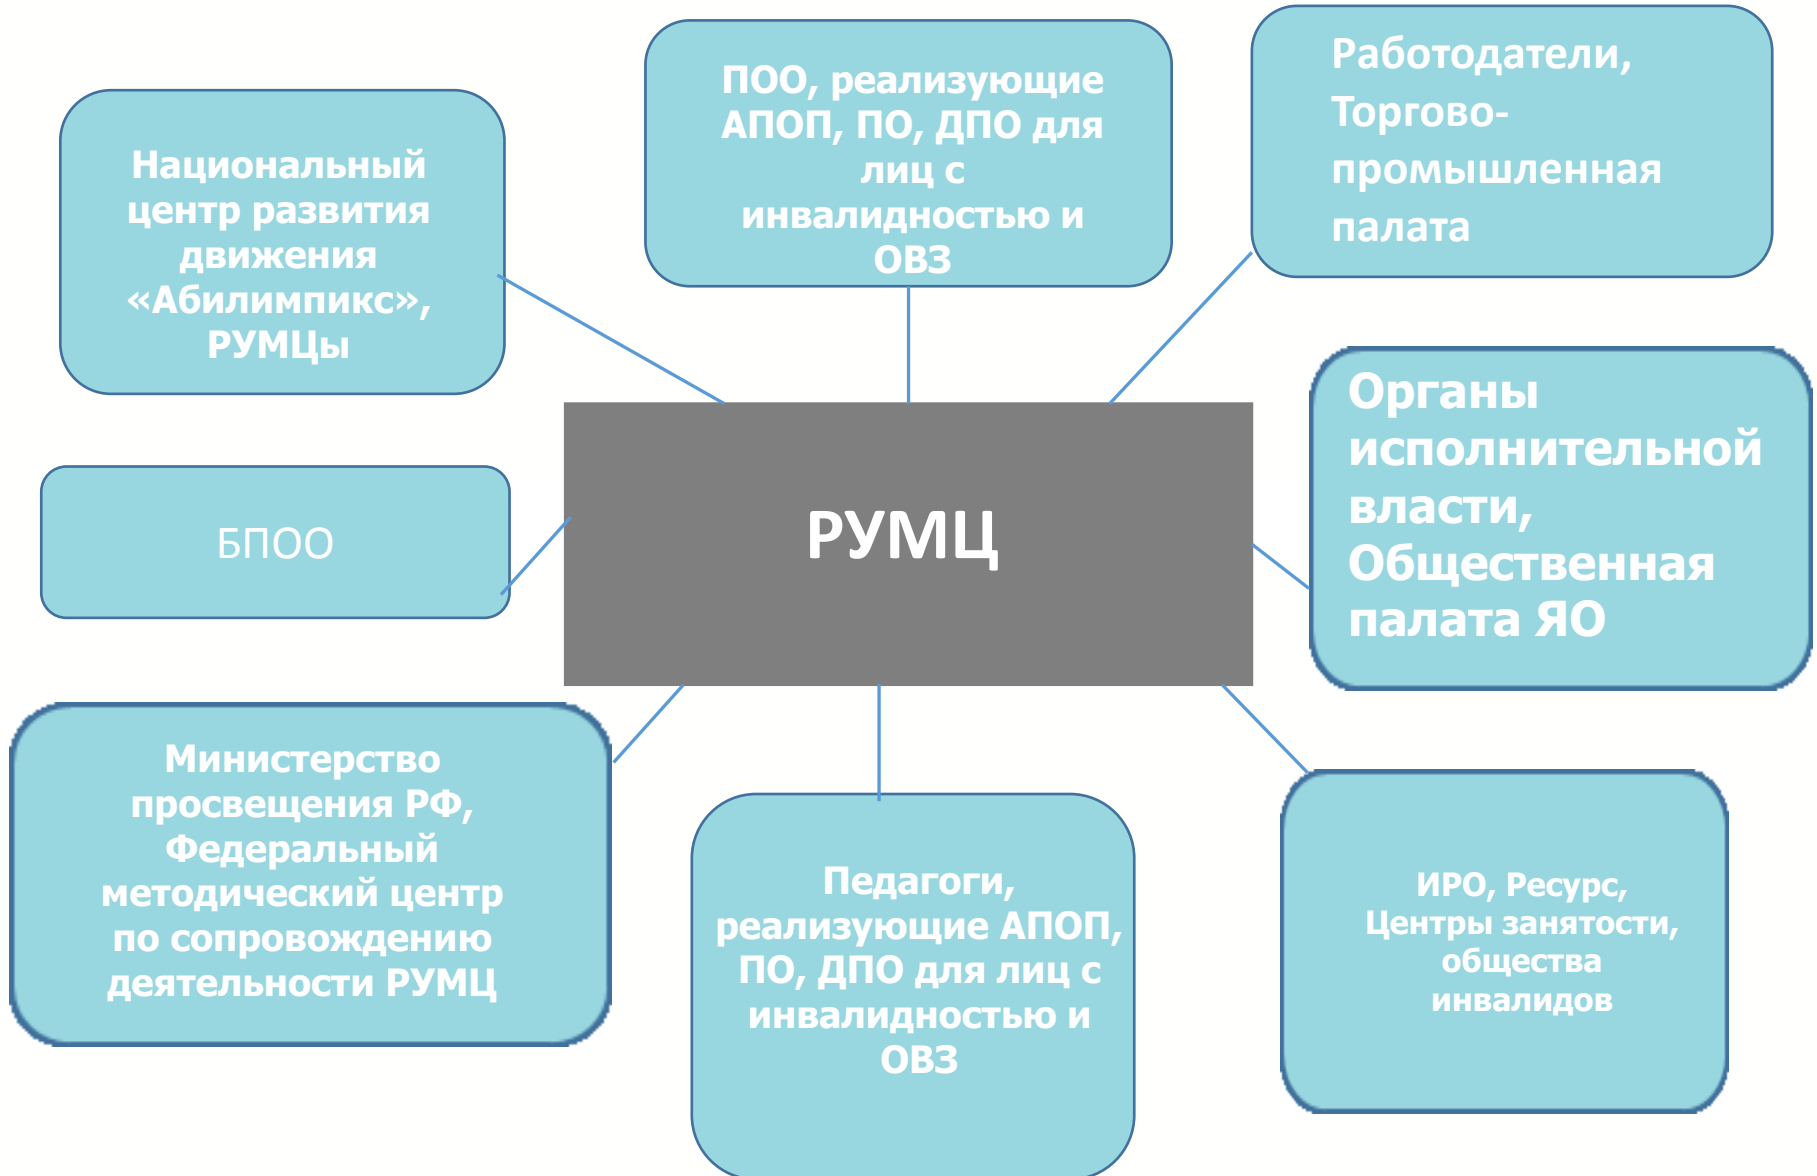 Национальный
центр развития
движения
«Абилимпикс»,
РУМЦы
ПОО, реализующие
АПОП, ПО, ДПО для
лиц с
инвалидностью и
ОВЗ
Работодатели,
Торгово-
промышленная
палата
БПОО
РУМЦ
Органы
исполнительной
власти,
Общественная
палата ЯО
Министерство
просвещения РФ,
Федеральный
методический центр
по сопровождению
деятельности РУМЦ
Педагоги,
реализующие АПОП,
ПО, ДПО для лиц с
инвалидностью и
ОВЗ
ИРО, Ресурс,
Центры занятости,
общества
инвалидов